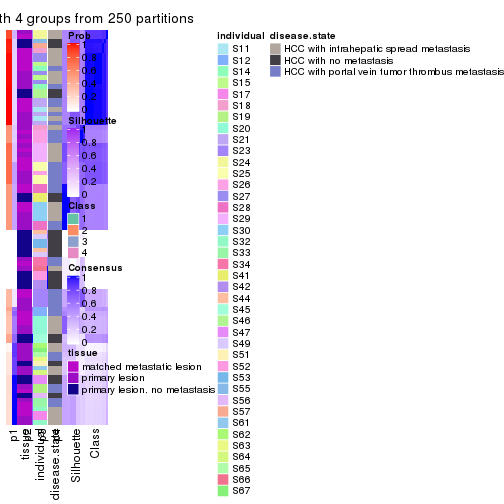 th 4 groups from 250 partitions
Prob
1
0.8
0.6
0.4
0.2
0
Silhouette
1
0.8
0.6
0.4
0.2
0
Class
1
2
3
4
Consensus
1
0.8
0.6
0.4
0.2
0
tissue
matched metastatic lesion
primary lesion
primary lesion. no metastasis
individual
S11
S12
S14
S15
S17
S18
S19
S20
S21
S23
S24
S25
S26
S27
S28
S29
S30
S32
S33
S34
S41
S42
S44
S45
S46
S47
S49
S51
S52
S53
S55
S56
S57
S61
S62
S63
S64
S65
S66
S67
disease.state
HCC with intrahepatic spread metastasis
HCC with no metastasis
HCC with portal vein tumor thrombus metastasis
p1
tissue
individual
disease.state
Silhouette
Class